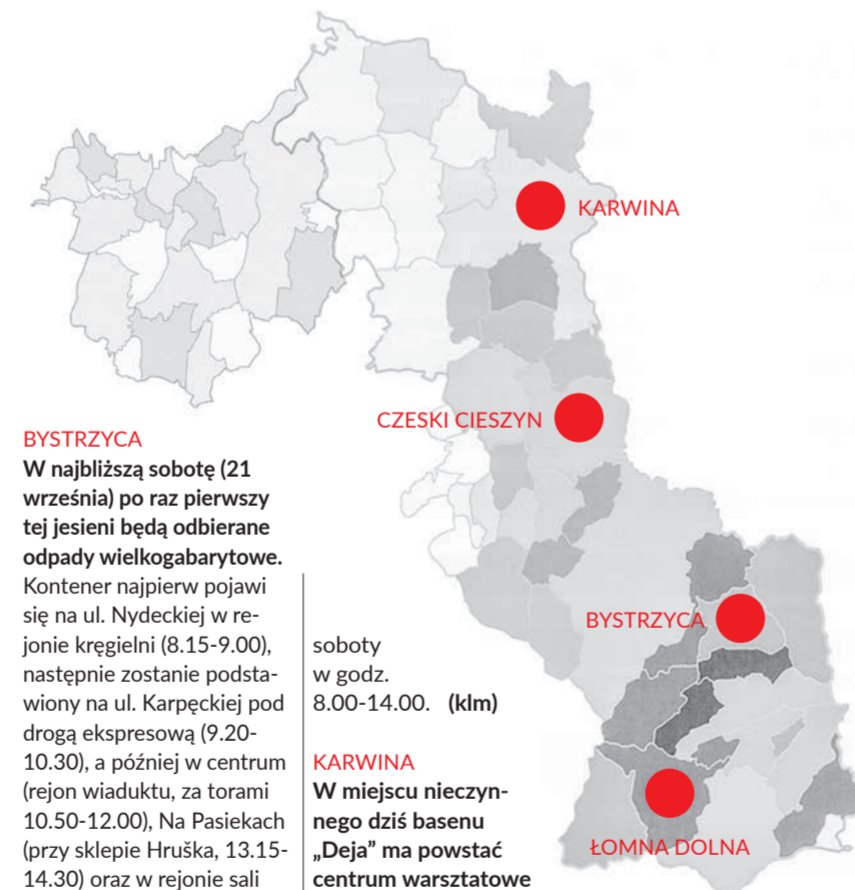 KARWINA
CZESKI CIESZYN
BYSTRZYCA
ŁOMNA DOLNA
BYSTRZYCA
W najbliższą sobotę (21
września) po raz pierwszy
tej jesieni będą odbierane
odpady wielkogabarytowe.
Kontener najpierw pojawi
się na ul. Nydeckiej w re-
jonie kręgielni (8.15-9.00),
następnie zostanie podsta-
wiony na ul. Karpęckiej pod
drogą ekspresową (9.20-
10.30), a później w centrum
(rejon wiaduktu, za torami
10.50-12.00), Na Pasiekach
(przy sklepie Hruška, 13.15-
14.30) oraz w rejonie sali
soboty
w godz.
8.00-14.00. (klm)
KARWINA
W miejscu nieczyn-
nego dziś basenu
„Deja” ma powstać
centrum warsztatowe